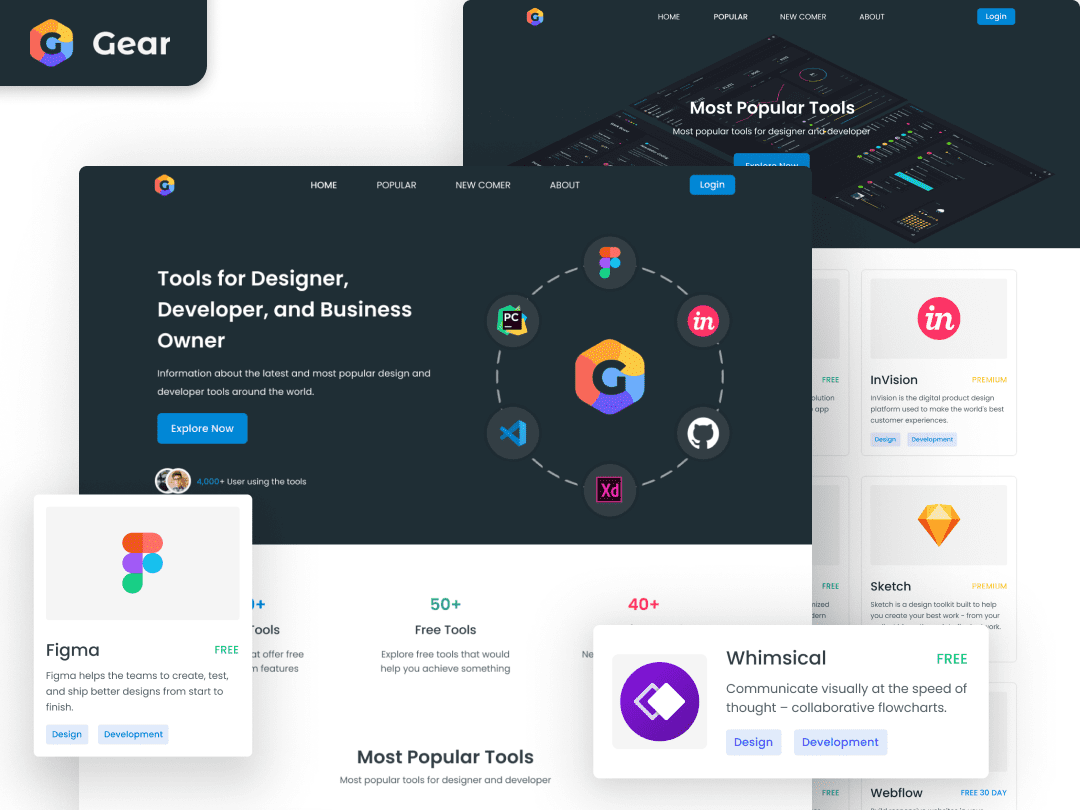 Gear
HOME POPULAR NEW COMER ABOUT Login
Most Popular Tools
Most popular tools for designer and developer
Explore Now
HOME POPULAR NEW COMER ABOUT Login
Tools for Designer,
Developer, and Business
Owner
Information about the latest and most popular design and
developer tools around the world.
Explore Now
4,000+ User using the tools
PC
in
Xd
0+
Tools
at offer free
m features
50+
Free Tools
Explore free tools that would
help you achieve something
40+
Ne
Most Popular Tools
Most popular tools for designer and developer
Figma FREE
Figma helps the teams to create, test,
and ship better designs from start to
finish.
Design Development
Whimsical FREE
Communicate visually at the speed of
thought – collaborative flowcharts.
Design Development
FREE
olution
app
in
InVision PREMIUM
InVision is the digital product design
platform used to make the world's best
customer experiences.
Design Development
FREE
mized
dern
Sketch PREMIUM
Sketch is a design toolkit built to help
you create your best work - from your
work.
FREE
Webflow FREE 30 DAY